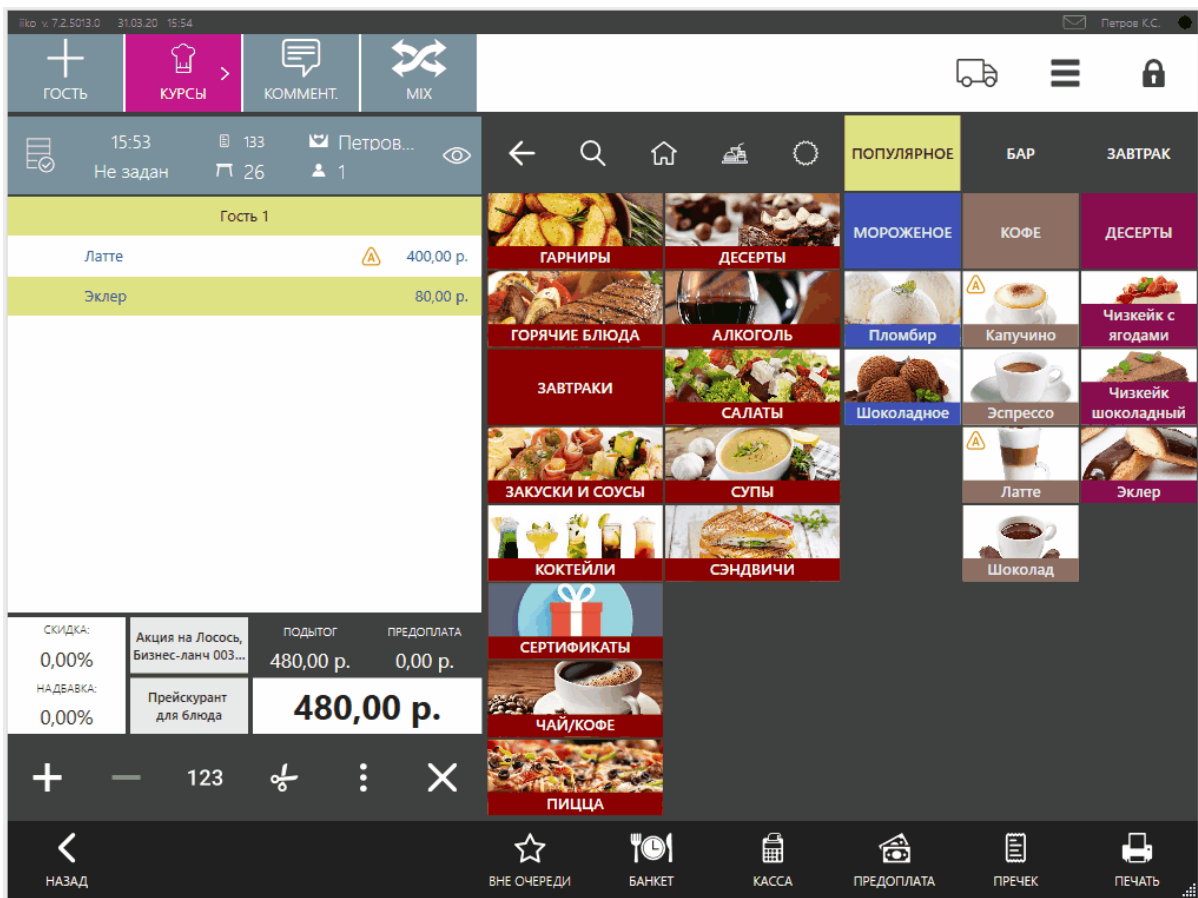 iiko v. 7.2.5013.0 31.03.20 15:54
Петров К.С.
ГОСТЬ
КУРСЫ
КОММЕНТ.
MIX
15:53 133 Петров...
Не задан 26 1
Гость 1
Латте 400,00 р.
Эклер 80,00 р.
СКИДКА:
0,00%
НАДБАВКА:
0,00%
Акция на Лосось,
Бизнес-ланч 003...
Прейскурант
для блюда
ПОДЫТОГ
480,00 р.
ПРЕДОПЛАТА
0,00 р.
480,00 р.
123
НАЗАД
ПОПУЛЯРНОЕ
БАР
ЗАВТРАК
ГАРНИРЫ
ДЕСЕРТЫ
МОРОЖЕНОЕ
КОФЕ
ДЕСЕРТЫ
ГОРЯЧИЕ БЛЮДА
АЛКОГОЛЬ
Пломбир
A
Капучино
Чизкейк с
ягодами
ЗАВТРАКИ
САЛАТЫ
Шоколадное
Эспрессо
Чизкейк
шоколадный
ЗАКУСКИ И СОУСЫ
СУПЫ
A
Латте
Эклер
КОКТЕЙЛИ
СЭНДВИЧИ
Шоколад
СЕРТИФИКАТЫ
ЧАЙ/КОФЕ
ПИЦЦА
ВНЕ ОЧЕРЕДИ
БАНКЕТ
КАССА
ПРЕДОПЛАТА
ПРЕЧЕК
ПЕЧАТЬ